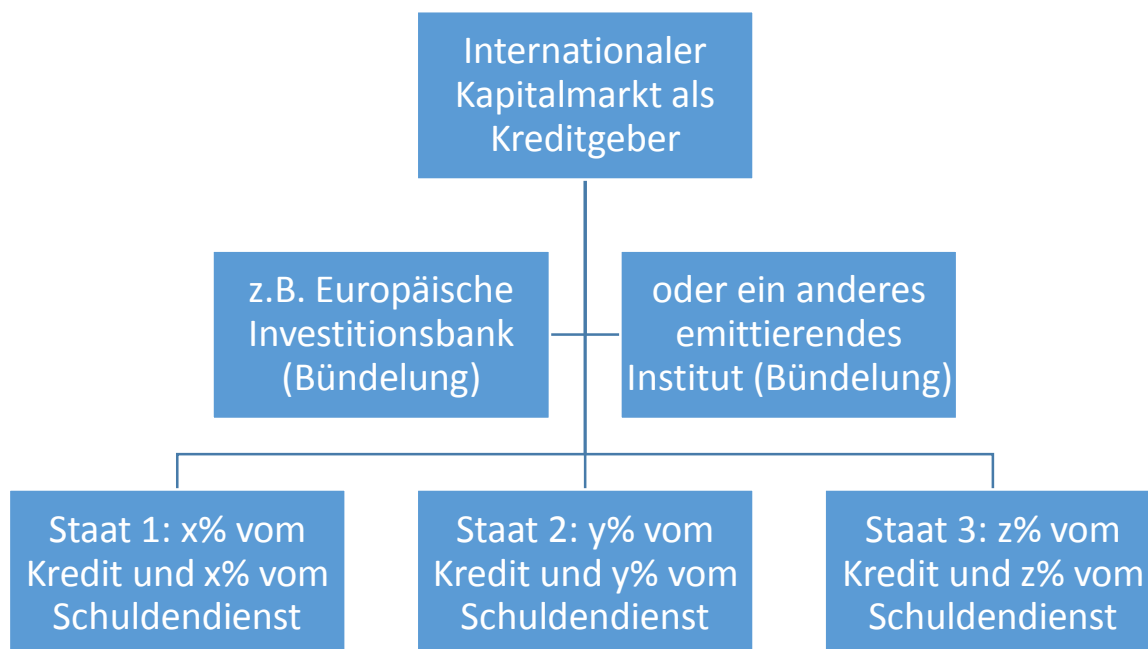 Internationaler
Kapitalmarkt als
Kreditgeber
z.B. Europäische
Investitionsbank
(Bündelung)
oder ein anderes
emittierendes
Institut (Bündelung)
Staat 1: x% vom
Kredit und x% vom
Schuldendienst
Staat 2: y% vom
Kredit und y% vom
Schuldendienst
Staat 3: z% vom
Kredit und z% vom
Schuldendienst